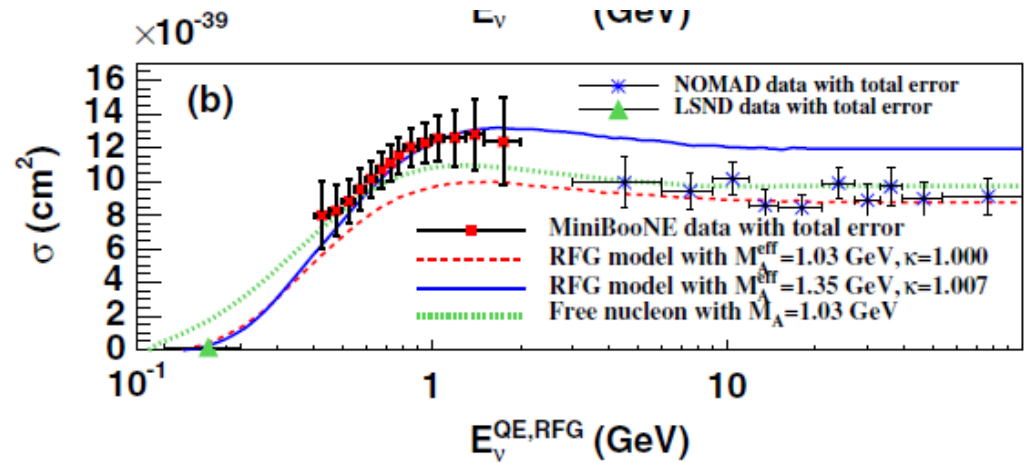 E_ν (GeV)
×10^-39
(b)
NOMAD data with total error
LSND data with total error
MiniBooNE data with total error
RFG model with M_A^eff=1.03 GeV, κ=1.000
RFG model with M_A^eff=1.35 GeV, κ=1.007
Free nucleon with M_A=1.03 GeV
σ (cm^2)
16
14
12
10
8
6
4
2
0
10^-1
1
10
E_ν^QE,RFG (GeV)